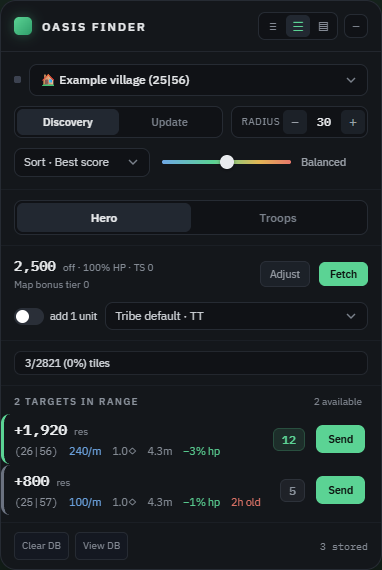 OASIS FINDER
🏠 Example village (25|56)
Discovery Update RADIUS − 30 +
Sort · Best score Balanced
Hero Troops
2,500 off · 100% HP · TS 0
Map bonus tier 0
Adjust Fetch
add 1 unit Tribe default · TT
3/2821 (0%) tiles
2 TARGETS IN RANGE 2 available
+1,920 res
(26|56) 240/m 1.0◇ 4.3m −3% hp
12 Send
+800 res
(25|57) 100/m 1.0◇ 4.3m −1% hp 2h old
5 Send
Clear DB View DB 3 stored